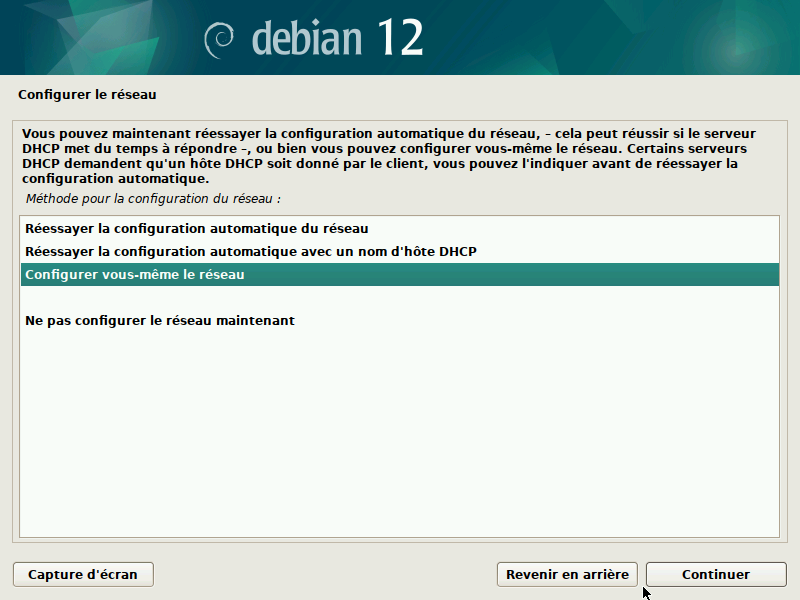 debian 12
Configurer le réseau
Vous pouvez maintenant réessayer la configuration automatique du réseau, – cela peut réussir si le serveur
DHCP met du temps à répondre –, ou bien vous pouvez configurer vous-même le réseau. Certains serveurs
DHCP demandent qu'un hôte DHCP soit donné par le client, vous pouvez l'indiquer avant de réessayer la
configuration automatique.
Méthode pour la configuration du réseau :
Réessayer la configuration automatique du réseau
Réessayer la configuration automatique avec un nom d'hôte DHCP
Configurer vous-même le réseau
Ne pas configurer le réseau maintenant
Capture d'écran
Revenir en arrière
Continuer